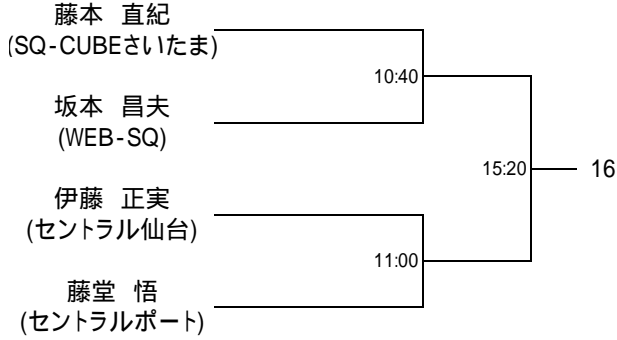 藤本 直紀
(SQ-CUBEさいたま)
10:40
坂本 昌夫
(WEB-SQ)
15:20
16
伊藤 正実
(セントラル仙台)
11:00
藤堂 悟
(セントラルポート)